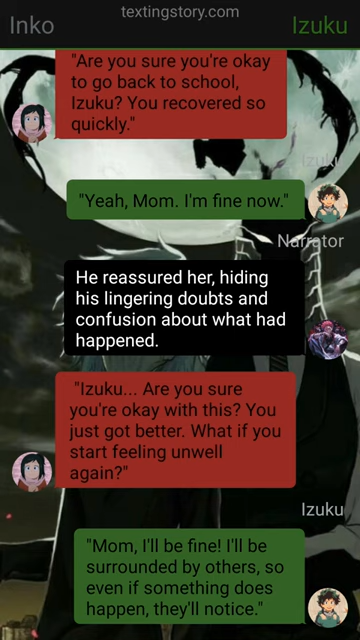 textingstory.com
Inko
Izuku
"Are you sure you're okay
to go back to school,
Izuku? You recovered so
quickly."
Izuku
"Yeah, Mom. I'm fine now."
Narrator
He reassured her, hiding
his lingering doubts and
confusion about what had
happened.
"Izuku... Are you sure
you're okay with this? You
just got better. What if you
start feeling unwell
again?"
Izuku
"Mom, I'll be fine! I'll be
surrounded by others, so
even if something does
happen, they'll notice."